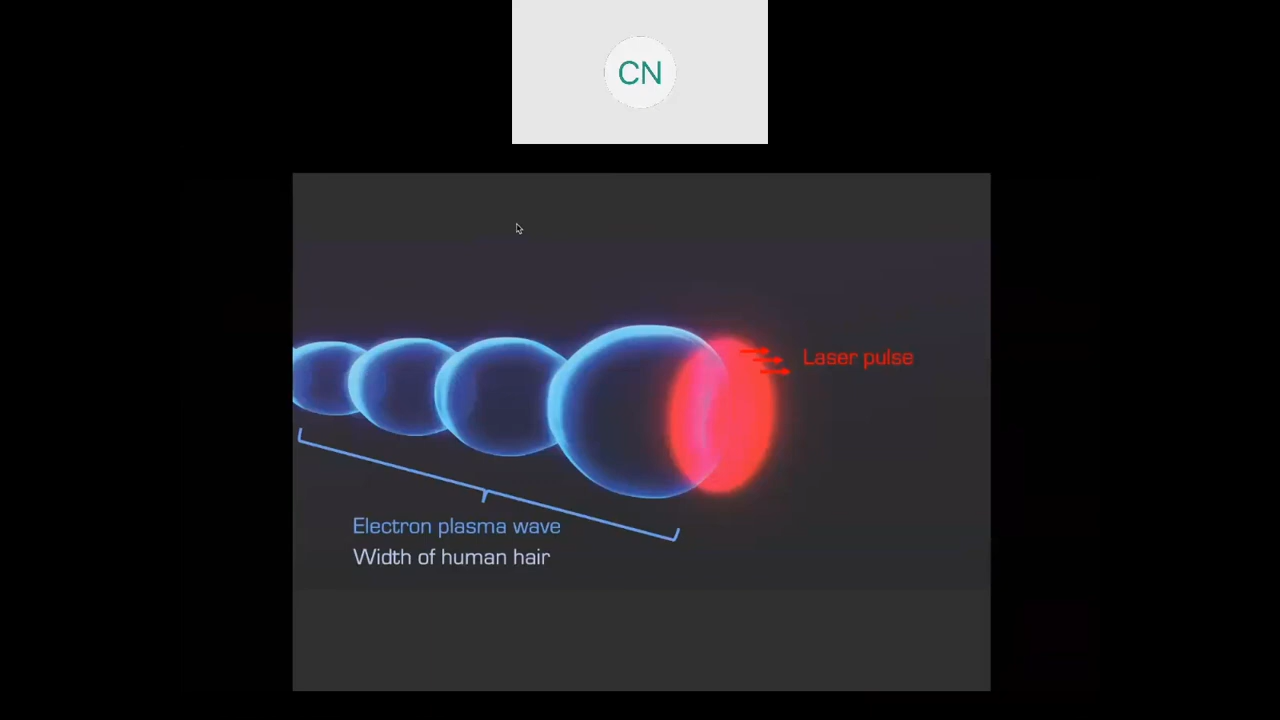 CN
Laser pulse
Electron plasma wave
Width of human hair